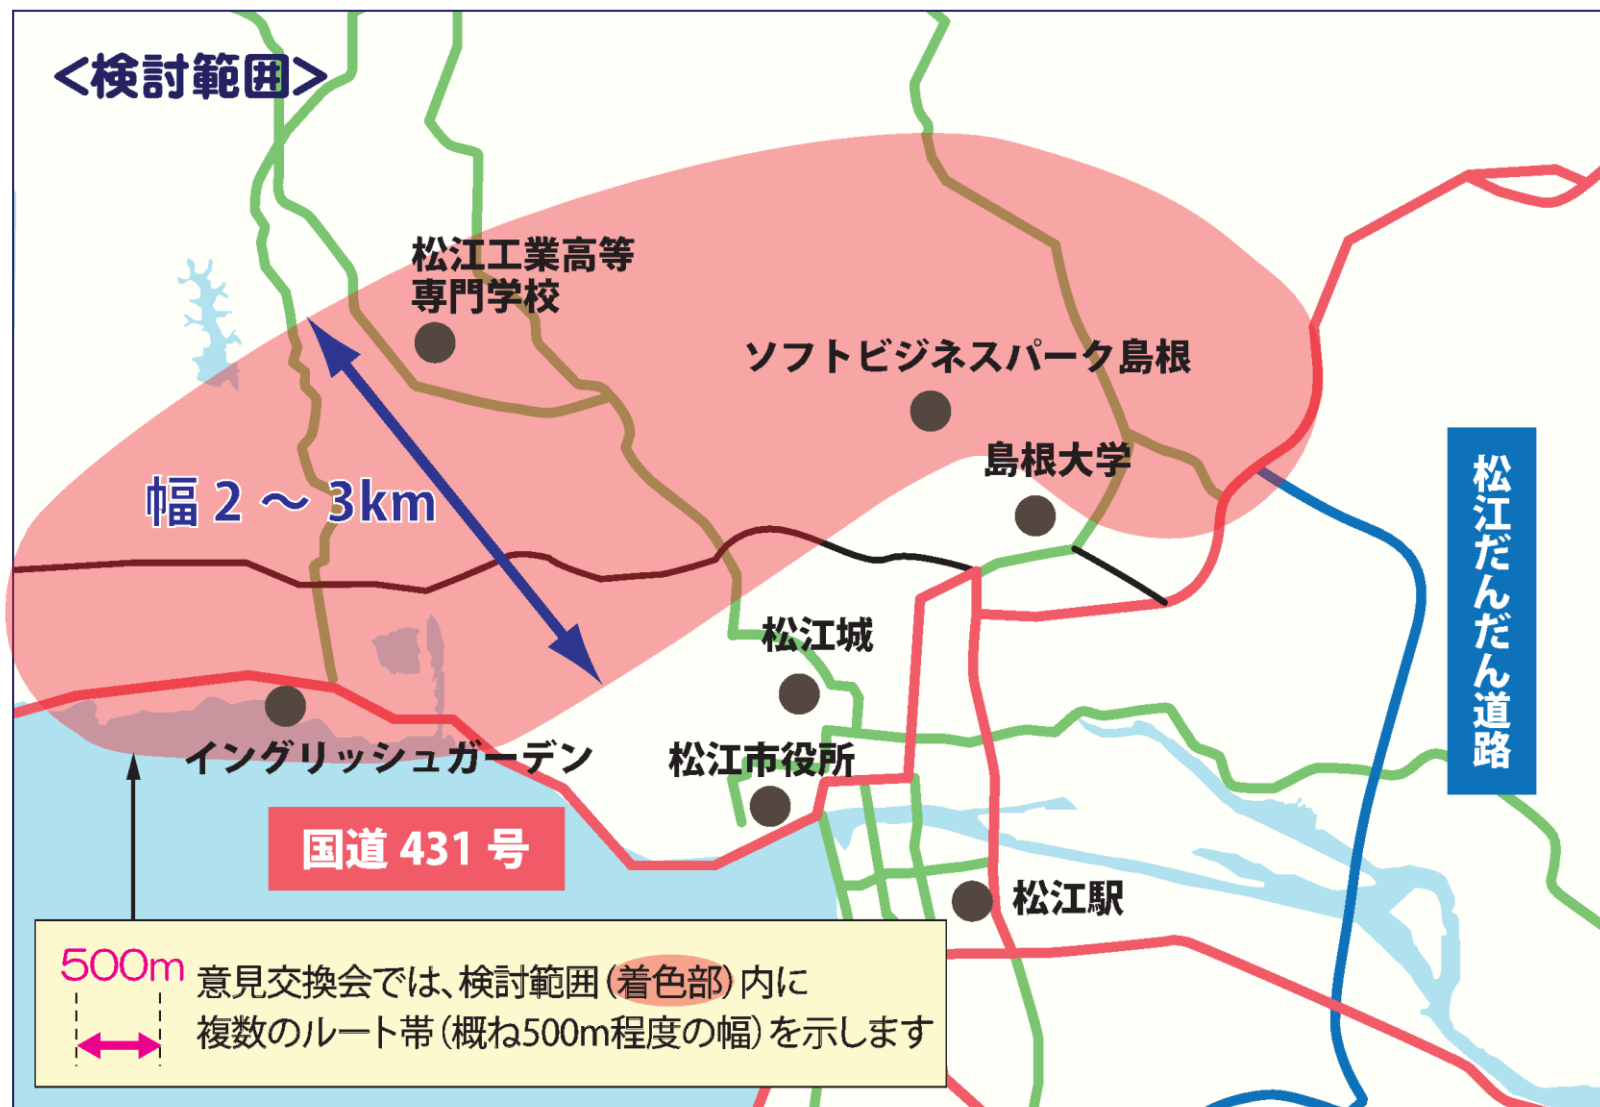 ＜検討範囲＞
松江工業高等
専門学校
ソフトビジネスパーク島根
島根大学
幅 2 ～ 3km
松江城
松江だんだん道路
イングリッシュガーデン
松江市役所
国道 431 号
松江駅
500m
意見交換会では、検討範囲（着色部）内に
複数のルート帯（概ね500m程度の幅）を示します